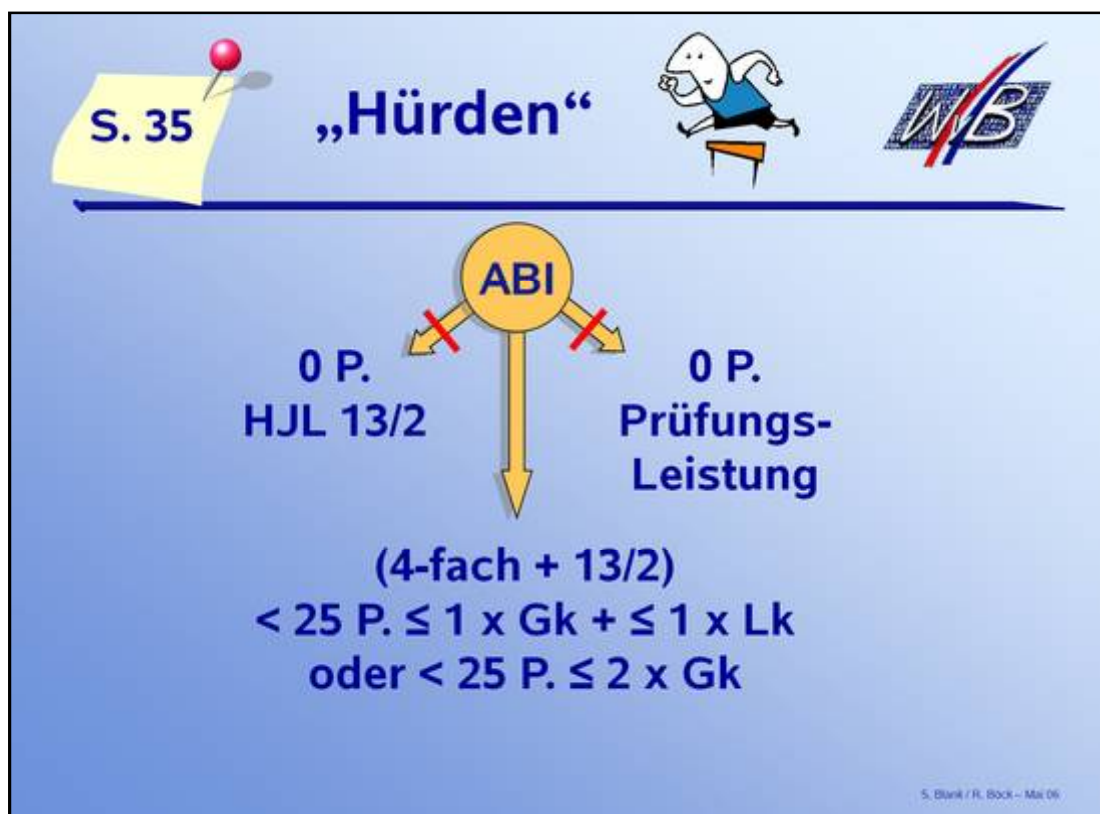 S. 35
„Hürden“
WvB
ABI
0 P.
HJL 13/2
0 P.
Prüfungs-
Leistung
(4-fach + 13/2)
< 25 P. ≤ 1 x Gk + ≤ 1 x Lk
oder < 25 P. ≤ 2 x Gk
S. Blank / R. Bock – Mai 06